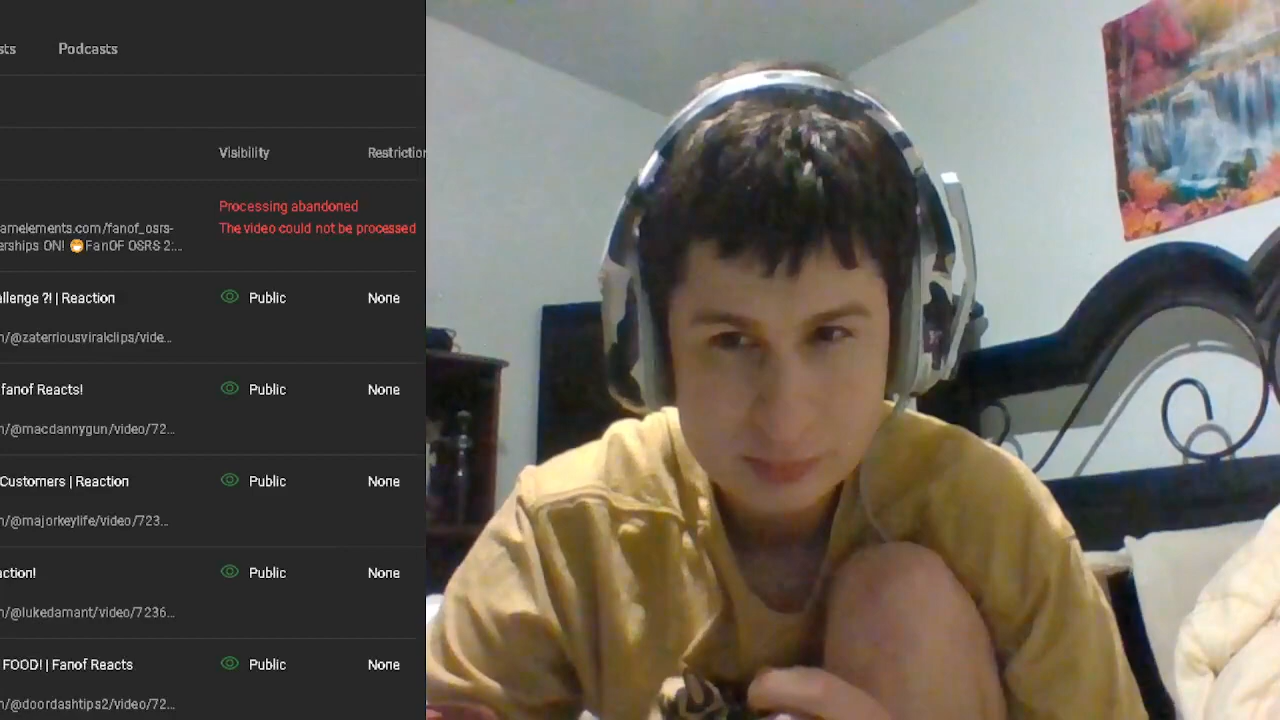 sts Podcasts
Visibility Restriction
Processing abandoned
amelements.com/fanof_osrs- The video could not be processed
erships ON! 😁FanOF OSRS 2:...
allenge ?! | Reaction Public None
n/@zaterriousviralclips/vide...
fanof Reacts! Public None
n/@macdannygun/video/72...
Customers | Reaction Public None
n/@majorkeylife/video/723...
action! Public None
n/@lukedamant/video/7236...
FOOD! | Fanof Reacts Public None
n/@doordashtips2/video/72...